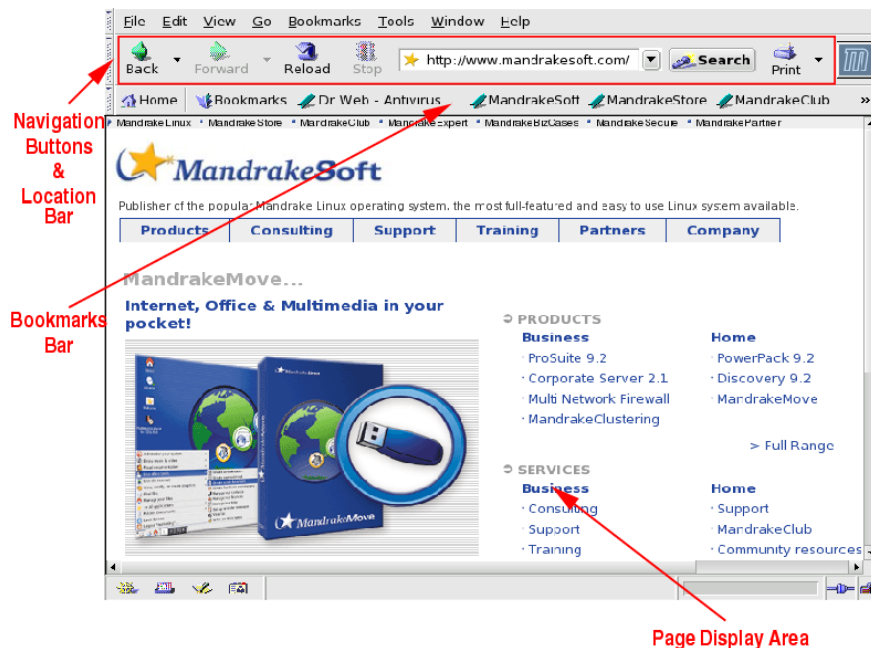 File Edit View Go Bookmarks Tools Window Help
Back Forward Reload Stop http://www.mandrakesoft.com/ Search Print
Home Bookmarks Dr Web - Antivirus MandrakeSoft MandrakeStore MandrakeClub »
Navigation
Buttons
&
Location
Bar
MandrakeLinux MandrakeStore MandrakeClub MandrakeExpert MandrakeBizCases MandrakeSecure MandrakePartner
MandrakeSoft
Publisher of the popular Mandrake Linux operating system, the most full-featured and easy to use Linux system available.
Products Consulting Support Training Partners Company
MandrakeMove...
Internet, Office & Multimedia in your
pocket!
Bookmarks
Bar
MandrakeLinux
MandrakeMove
PRODUCTS
Business Home
· ProSuite 9.2 · PowerPack 9.2
· Corporate Server 2.1 · Discovery 9.2
· Multi Network Firewall · MandrakeMove
· MandrakeClustering
> Full Range
SERVICES
Business Home
· Consulting · Support
· Support · MandrakeClub
· Training · Community resources
Page Display Area